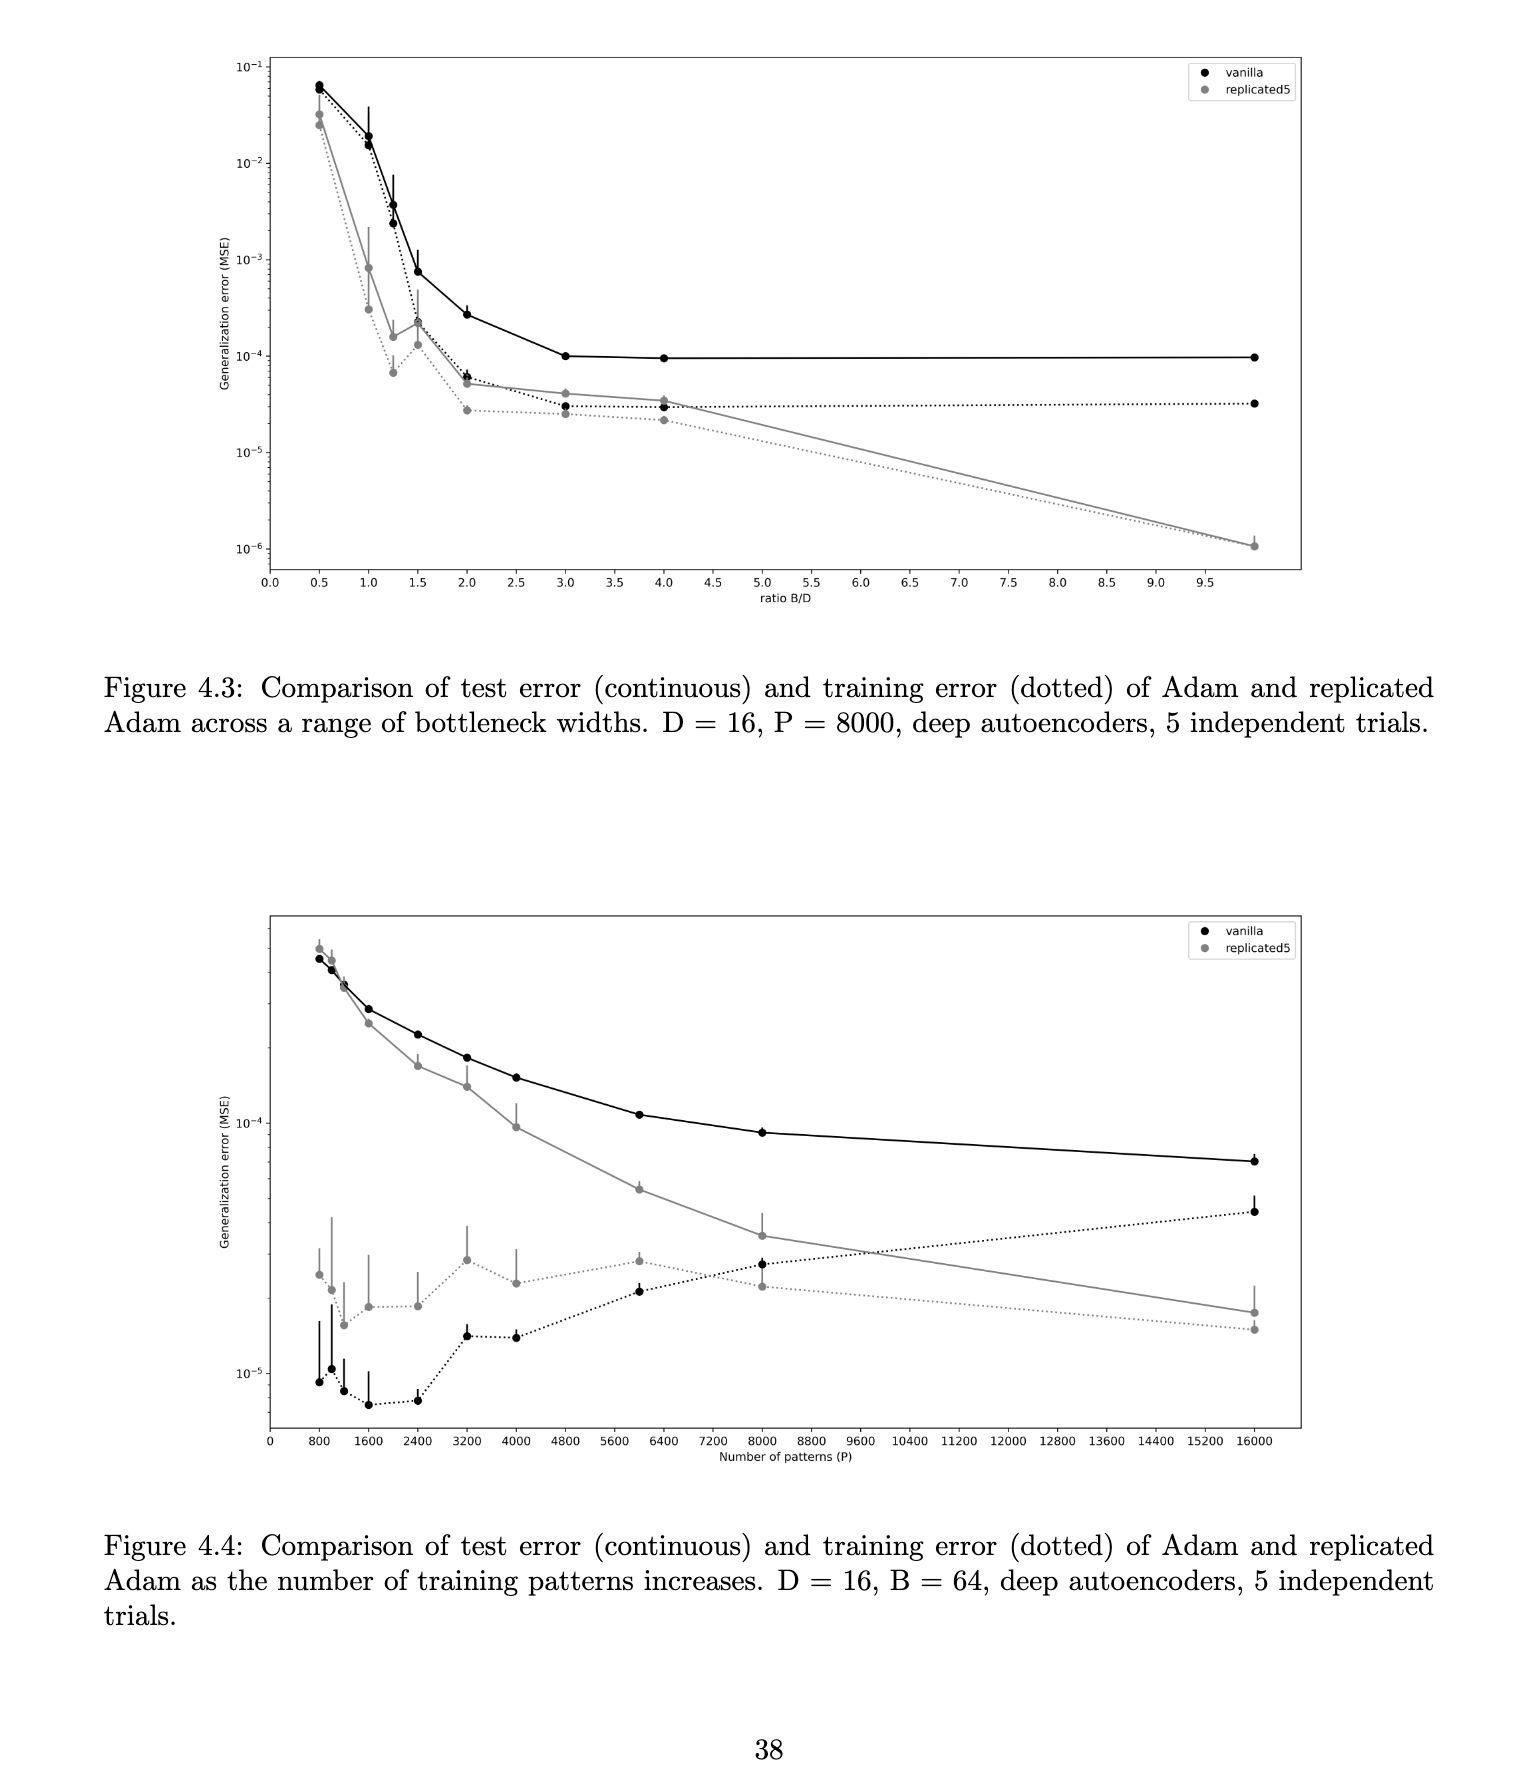 10⁻¹
10⁻²
10⁻³
10⁻⁴
10⁻⁵
10⁻⁶
Generalization error (MSE)
vanilla
replicated5
0.0 0.5 1.0 1.5 2.0 2.5 3.0 3.5 4.0 4.5 5.0 5.5 6.0 6.5 7.0 7.5 8.0 8.5 9.0 9.5
ratio B/D
Figure 4.3: Comparison of test error (continuous) and training error (dotted) of Adam and replicated
Adam across a range of bottleneck widths. D = 16, P = 8000, deep autoencoders, 5 independent trials.
10⁻⁴
10⁻⁵
Generalization error (MSE)
vanilla
replicated5
0 800 1600 2400 3200 4000 4800 5600 6400 7200 8000 8800 9600 10400 11200 12000 12800 13600 14400 15200 16000
Number of patterns (P)
Figure 4.4: Comparison of test error (continuous) and training error (dotted) of Adam and replicated
Adam as the number of training patterns increases. D = 16, B = 64, deep autoencoders, 5 independent
trials.
38